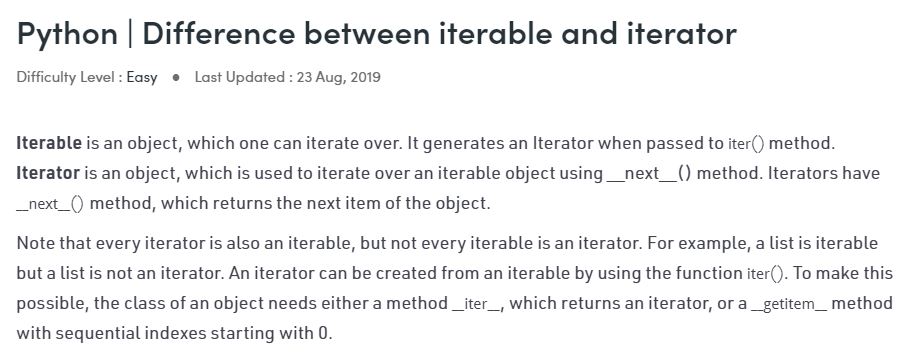 Python | Difference between iterable and iterator
Difficulty Level : Easy ● Last Updated : 23 Aug, 2019
Iterable is an object, which one can iterate over. It generates an Iterator when passed to iter() method.
Iterator is an object, which is used to iterate over an iterable object using __next__() method. Iterators have
__next__() method, which returns the next item of the object.
Note that every iterator is also an iterable, but not every iterable is an iterator. For example, a list is iterable
but a list is not an iterator. An iterator can be created from an iterable by using the function iter(). To make this
possible, the class of an object needs either a method __iter__, which returns an iterator, or a __getitem__ method
with sequential indexes starting with 0.